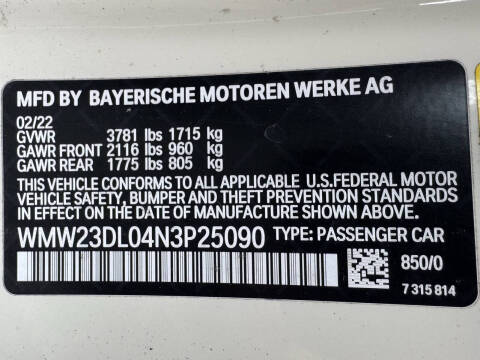 MFD BY BAYERISCHE MOTOREN WERKE AG
02/22
GVWR 3781 lbs 1715 kg
GAWR FRONT 2116 lbs 960 kg
GAWR REAR 1775 lbs 805 kg
THIS VEHICLE CONFORMS TO ALL APPLICABLE U.S.FEDERAL MOTOR
VEHICLE SAFETY, BUMPER AND THEFT PREVENTION STANDARDS
IN EFFECT ON THE DATE OF MANUFACTURE SHOWN ABOVE.
WMW23DL04N3P25090 TYPE: PASSENGER CAR
850/0
7 315 814